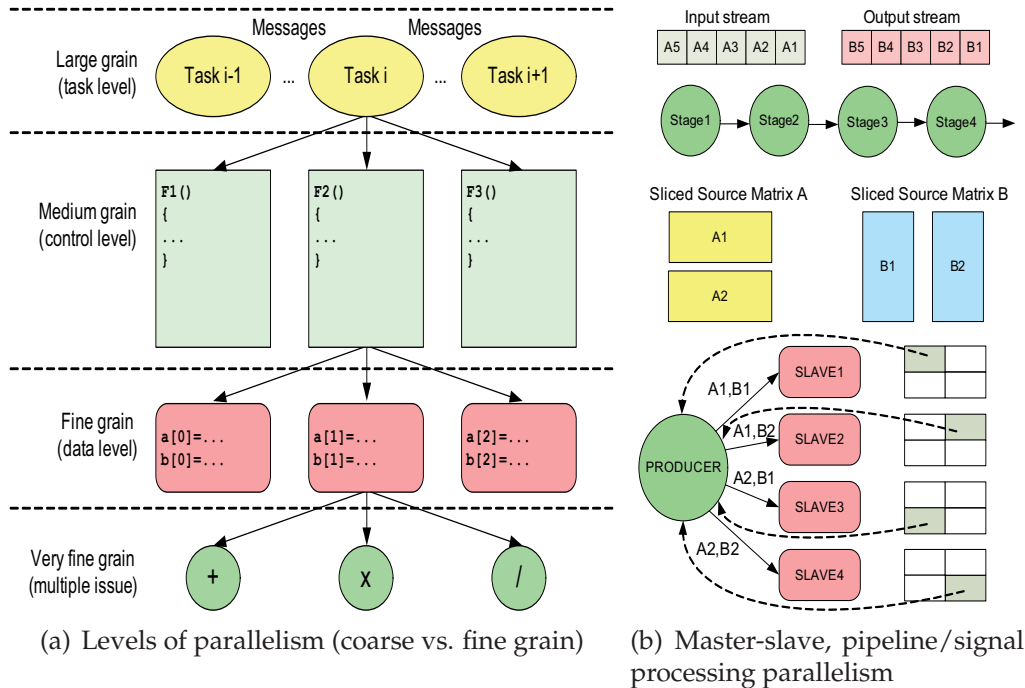 Messages Messages
Large grain
(task level)
Task i-1 ... Task i ... Task i+1
Medium grain
(control level)
F1()
{
...
}
F2()
{
...
}
F3()
{
...
}
Fine grain
(data level)
a[0]=...
b[0]=...
a[1]=...
b[1]=...
a[2]=...
b[2]=...
Very fine grain
(multiple issue)
+ x /
(a) Levels of parallelism (coarse vs. fine grain)
Input stream
A5 A4 A3 A2 A1
Output stream
B5 B4 B3 B2 B1
Stage1 Stage2 Stage3 Stage4
Sliced Source Matrix A
A1
A2
Sliced Source Matrix B
B1 B2
PRODUCER
A1,B1
SLAVE1
A1,B2
SLAVE2
A2,B1
SLAVE3
A2,B2
SLAVE4
(b) Master-slave, pipeline/signal
processing parallelism